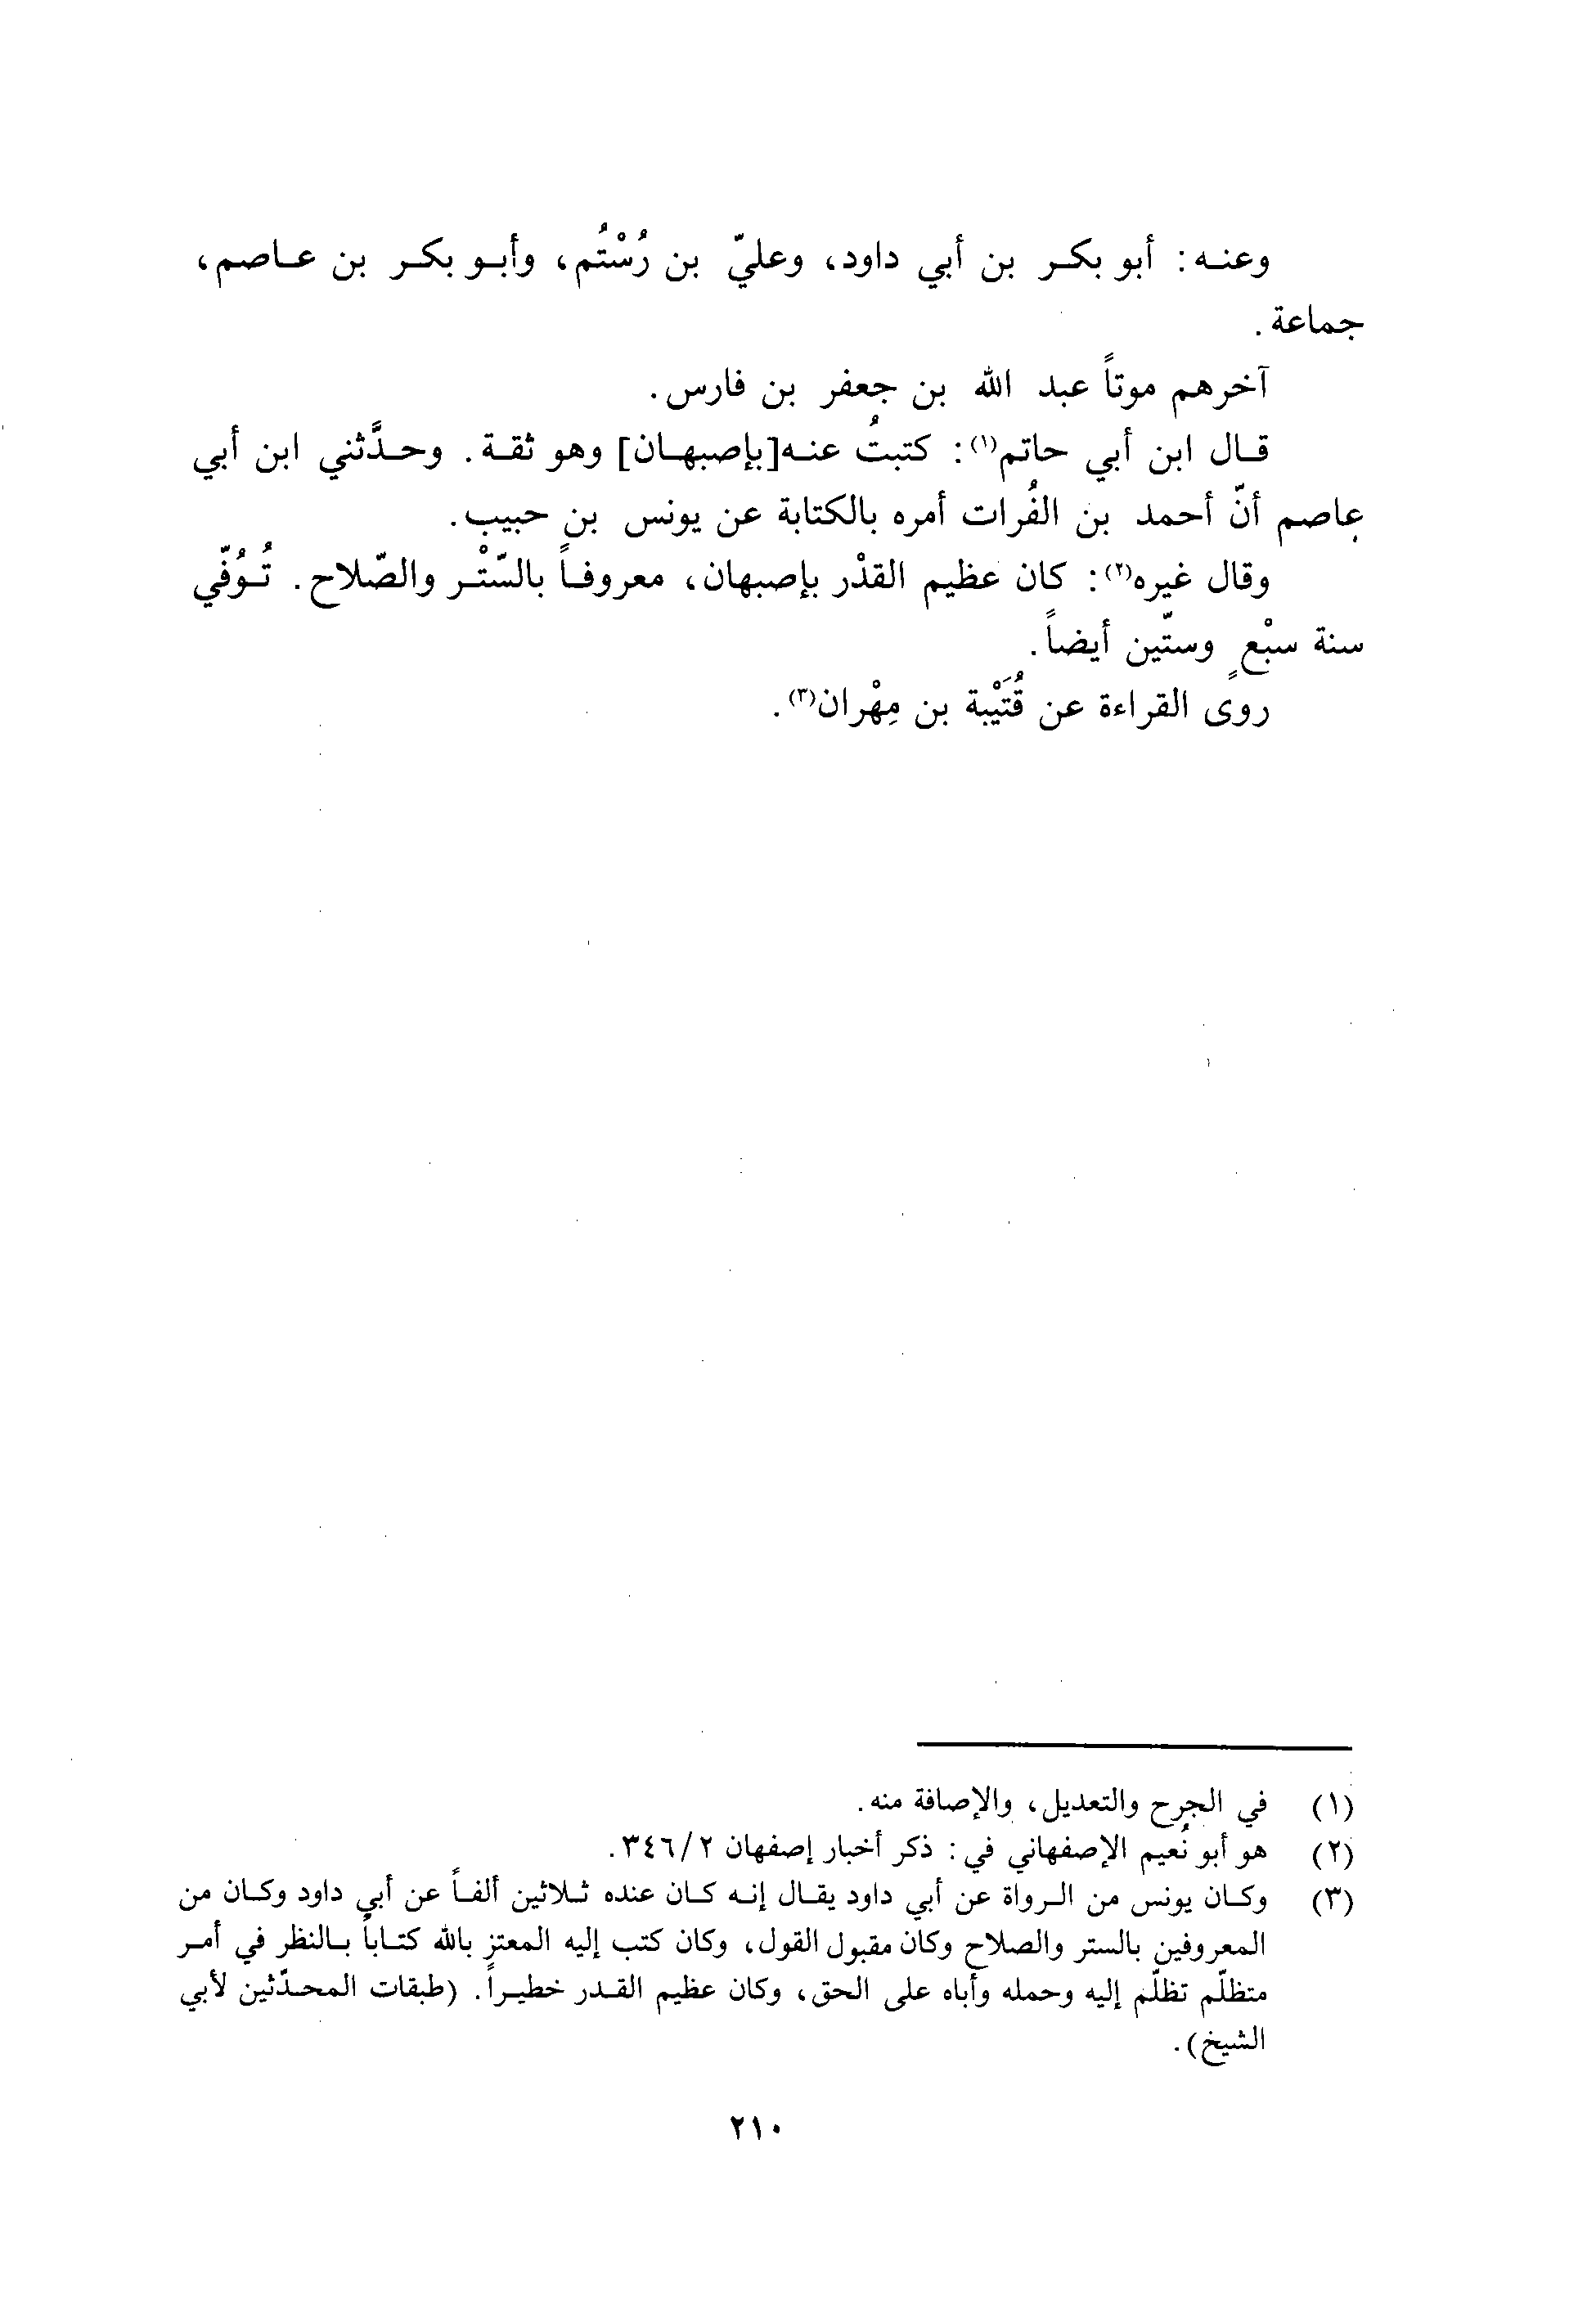 وعنه: أبو بكر بن أبي داود، وعليّ بن رُسْتُم، وأبو بكر بن عاصم،
جماعة.
آخرهم موتاً عبد الله بن جعفر بن فارس.
قال ابن أبي حاتم(١): كتبتُ عنه[بإصبهان] وهو ثقة. وحدَّثني ابن أبي
عاصم أنّ أحمد بن الفُرات أمره بالكتابة عن يونس بن حبيب.
وقال غيره(٢): كان عظيم القدْر بإصبهان، معروفاً بالسّتْر والصّلاح. تُوُفّي
سنة سبْعٍ وستّين أيضاً.
روى القراءة عن قُتَيْبة بن مِهْران(٣).
(١) في الجرح والتعديل، والإضافة منه.
(٢) هو أبو نُعيم الإصفهاني في: ذكر أخبار إصفهان ٣٤٦/٢.
(٣) وكان يونس من الرواة عن أبي داود يقال إنه كان عنده ثلاثين ألفاً عن أبي داود وكان من
المعروفين بالستر والصلاح وكان مقبول القول، وكان كتب إليه المعتز بالله كتاباً بالنظر في أمر
متظلّم تظلّم إليه وحمله وأباه على الحق، وكان عظيم القدر خطيراً. (طبقات المحدّثين لأبي
الشيخ).
٢١٠